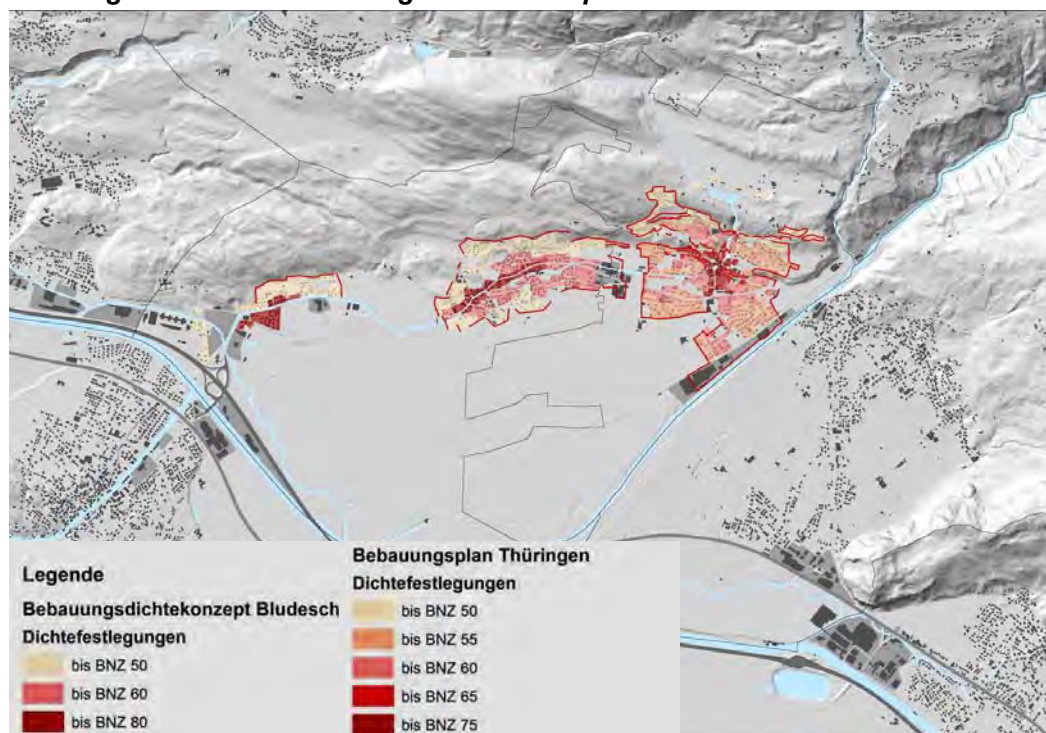 Legende
Bebauungsdichtekonzept Bludesch
Dichtefestlegungen
bis BNZ 50
bis BNZ 60
bis BNZ 80
Bebauungsplan Thüringen
Dichtefestlegungen
bis BNZ 50
bis BNZ 55
bis BNZ 60
bis BNZ 65
bis BNZ 75